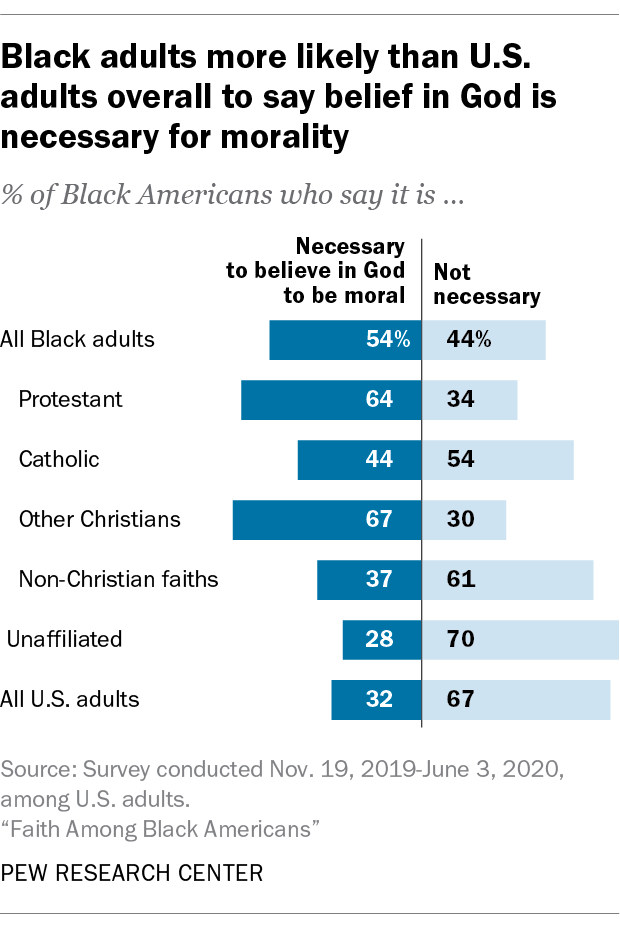 Black adults more likely than U.S.
adults overall to say belief in God is
necessary for morality
% of Black Americans who say it is ...
Necessary
to believe in God
to be moral
Not
necessary
All Black adults 54% 44%
Protestant 64 34
Catholic 44 54
Other Christians 67 30
Non-Christian faiths 37 61
Unaffiliated 28 70
All U.S. adults 32 67
Source: Survey conducted Nov. 19, 2019-June 3, 2020,
among U.S. adults.
“Faith Among Black Americans”
PEW RESEARCH CENTER